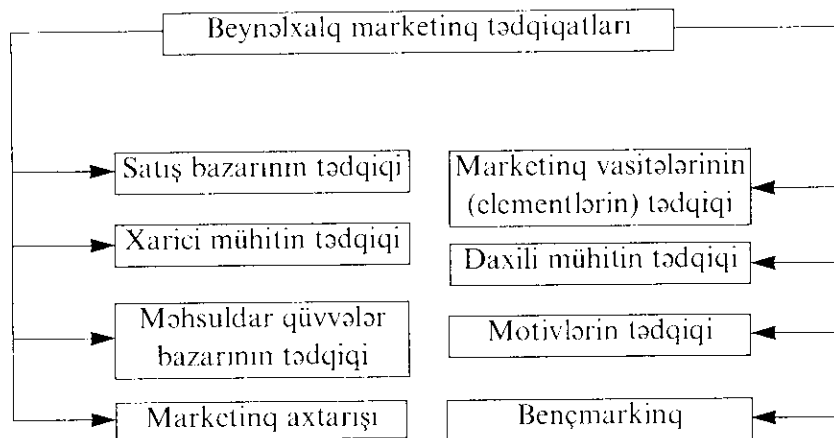 Beynəlxalq marketinq tədqiqatları
Satış bazarının tədqiqi
Xarici mühitin tədqiqi
Məhsuldar qüvvələr
bazarının tədqiqi
Marketinq axtarışı
Marketinq vasitələrinin
(elementlərin) tədqiqi
Daxili mühitin tədqiqi
Motivlərin tədqiqi
Bençmarkinq